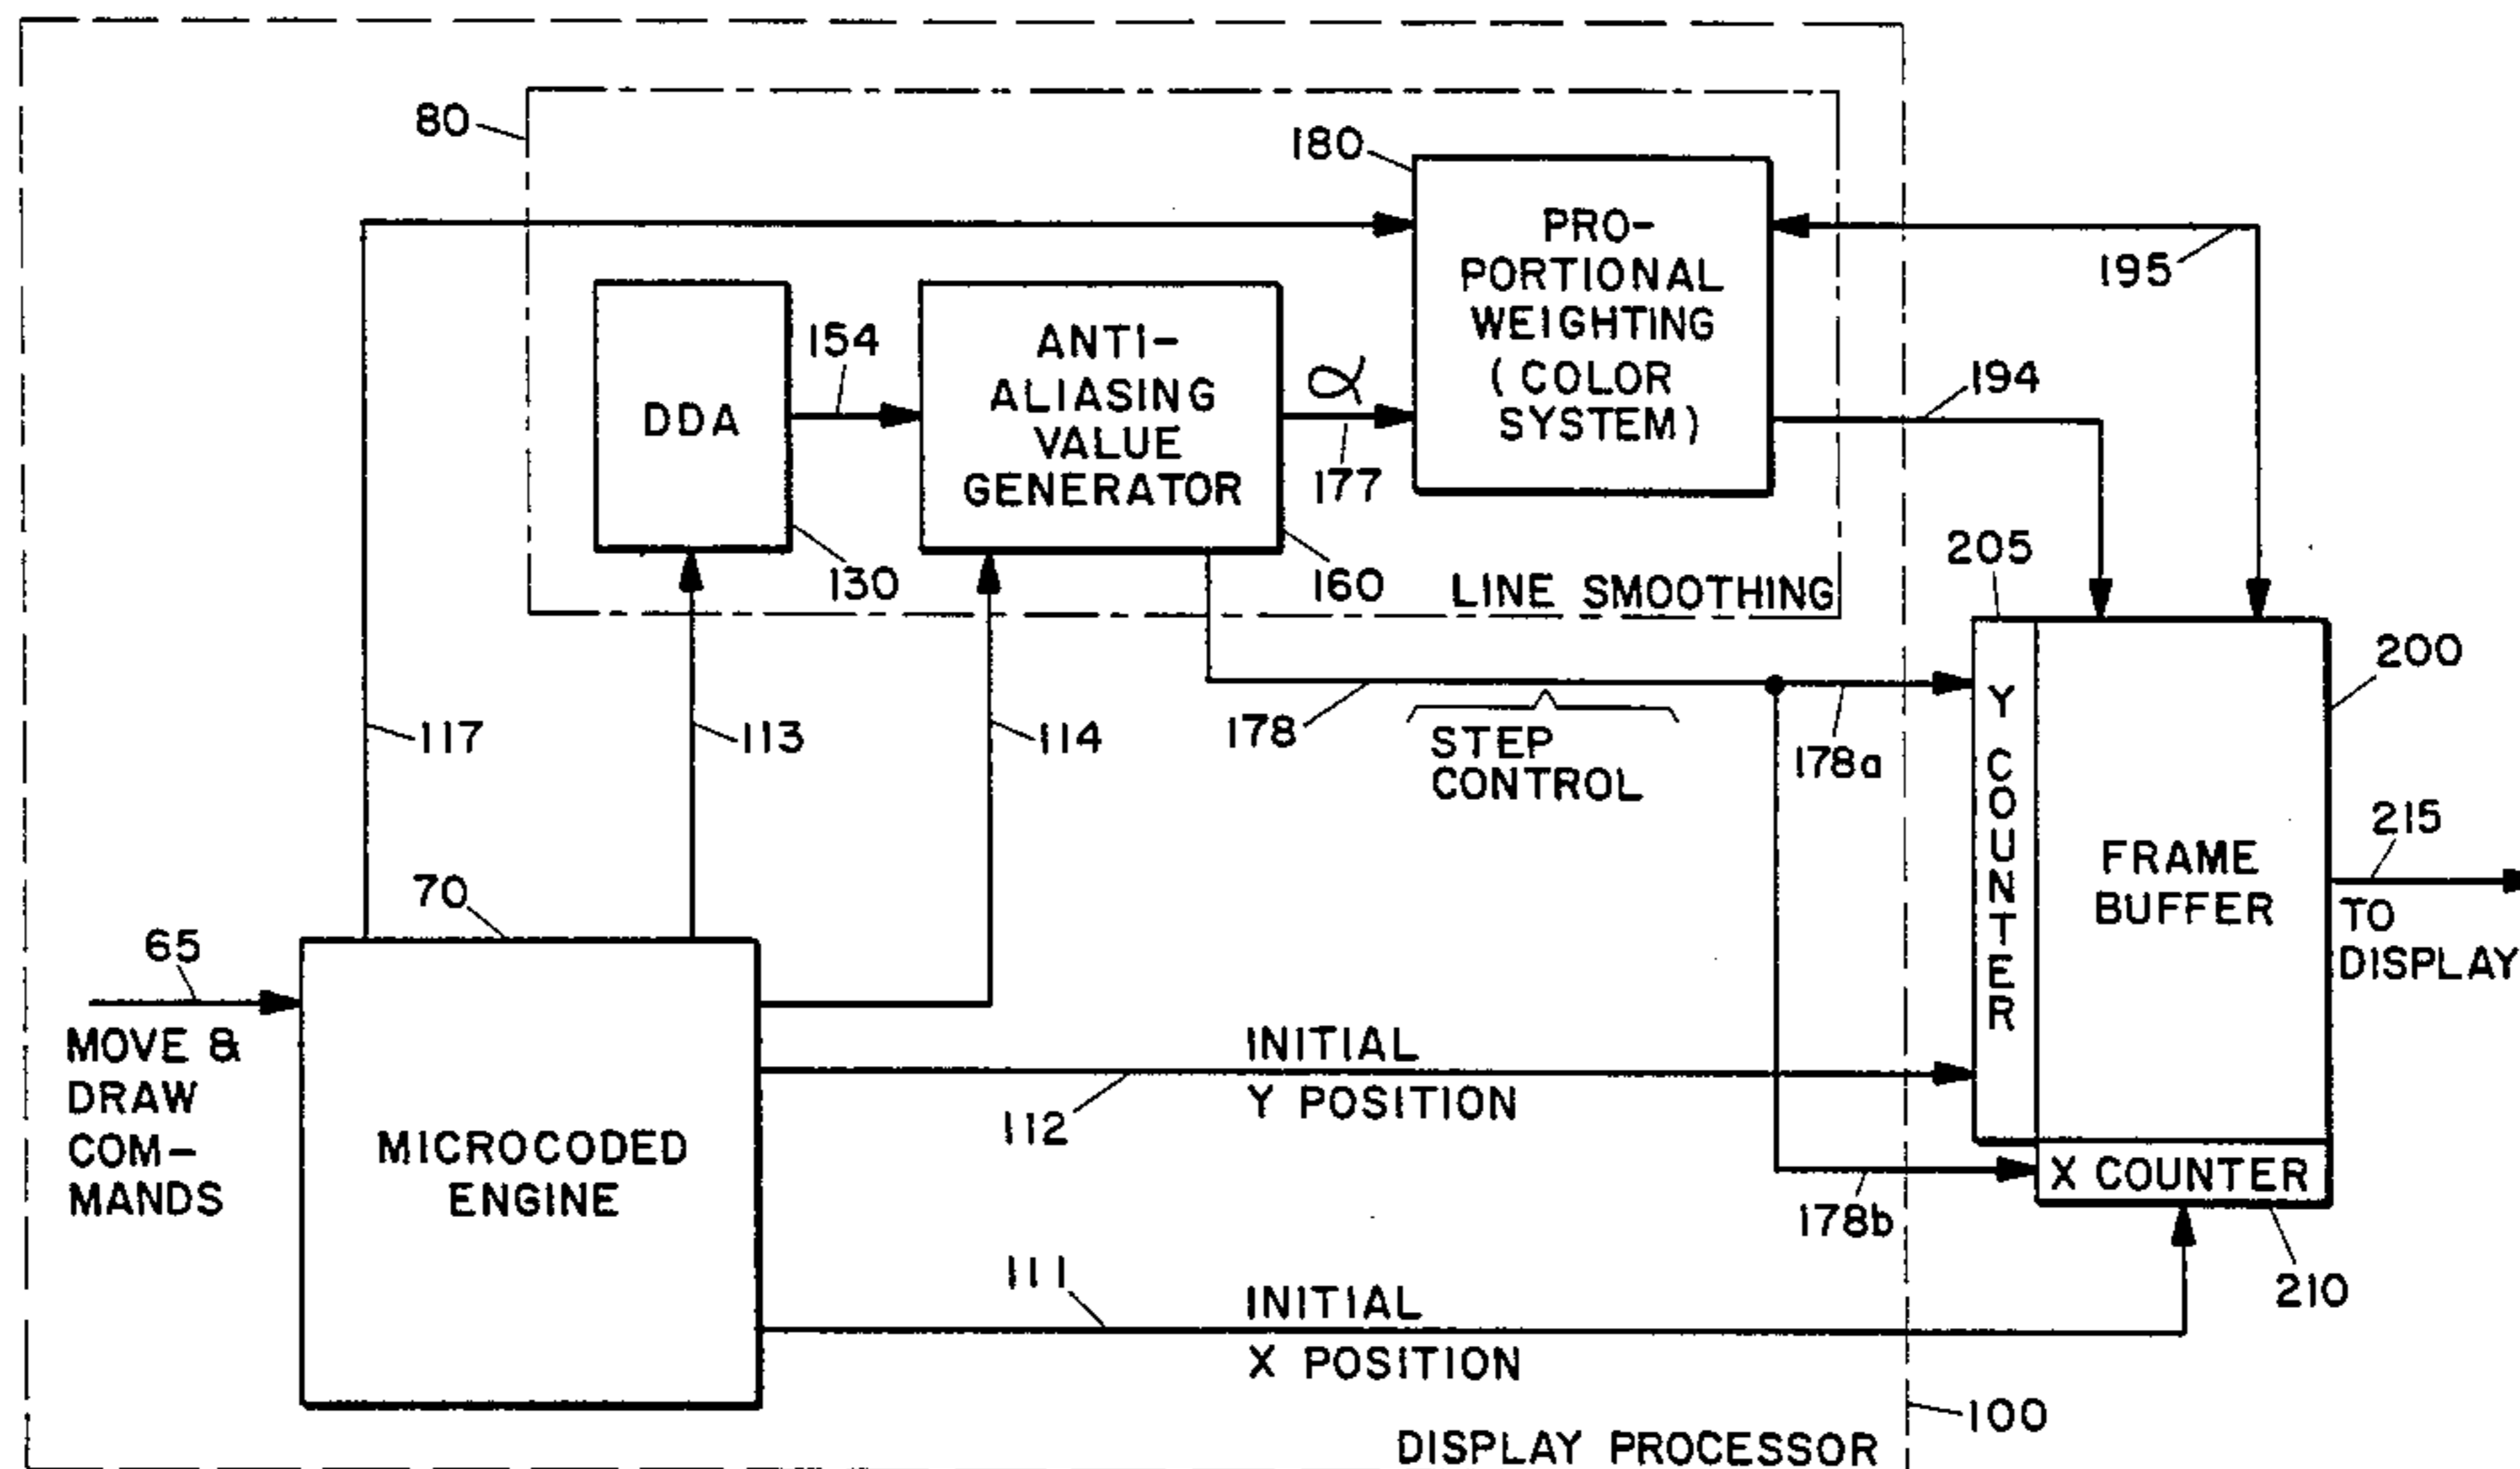 80
180
PRO-
PORTIONAL
WEIGHTING
(COLOR
SYSTEM)
195
154
ANTI-
ALIASING
VALUE
GENERATOR
α
177
194
DDA
130
160
LINE SMOOTHING
205
200
117
113
114
178
STEP
CONTROL
178a
Y COUNTER
FRAME
BUFFER
215
TO
DISPLAY
70
65
MOVE &
DRAW
COM-
MANDS
MICROCODED
ENGINE
INITIAL
Y POSITION
112
X COUNTER
178b
210
111
INITIAL
X POSITION
100
DISPLAY PROCESSOR